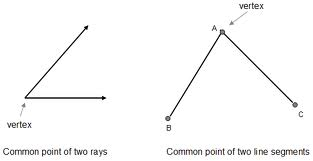 vertex
A
vertex
B
C
Common point of two rays
Common point of two line segments